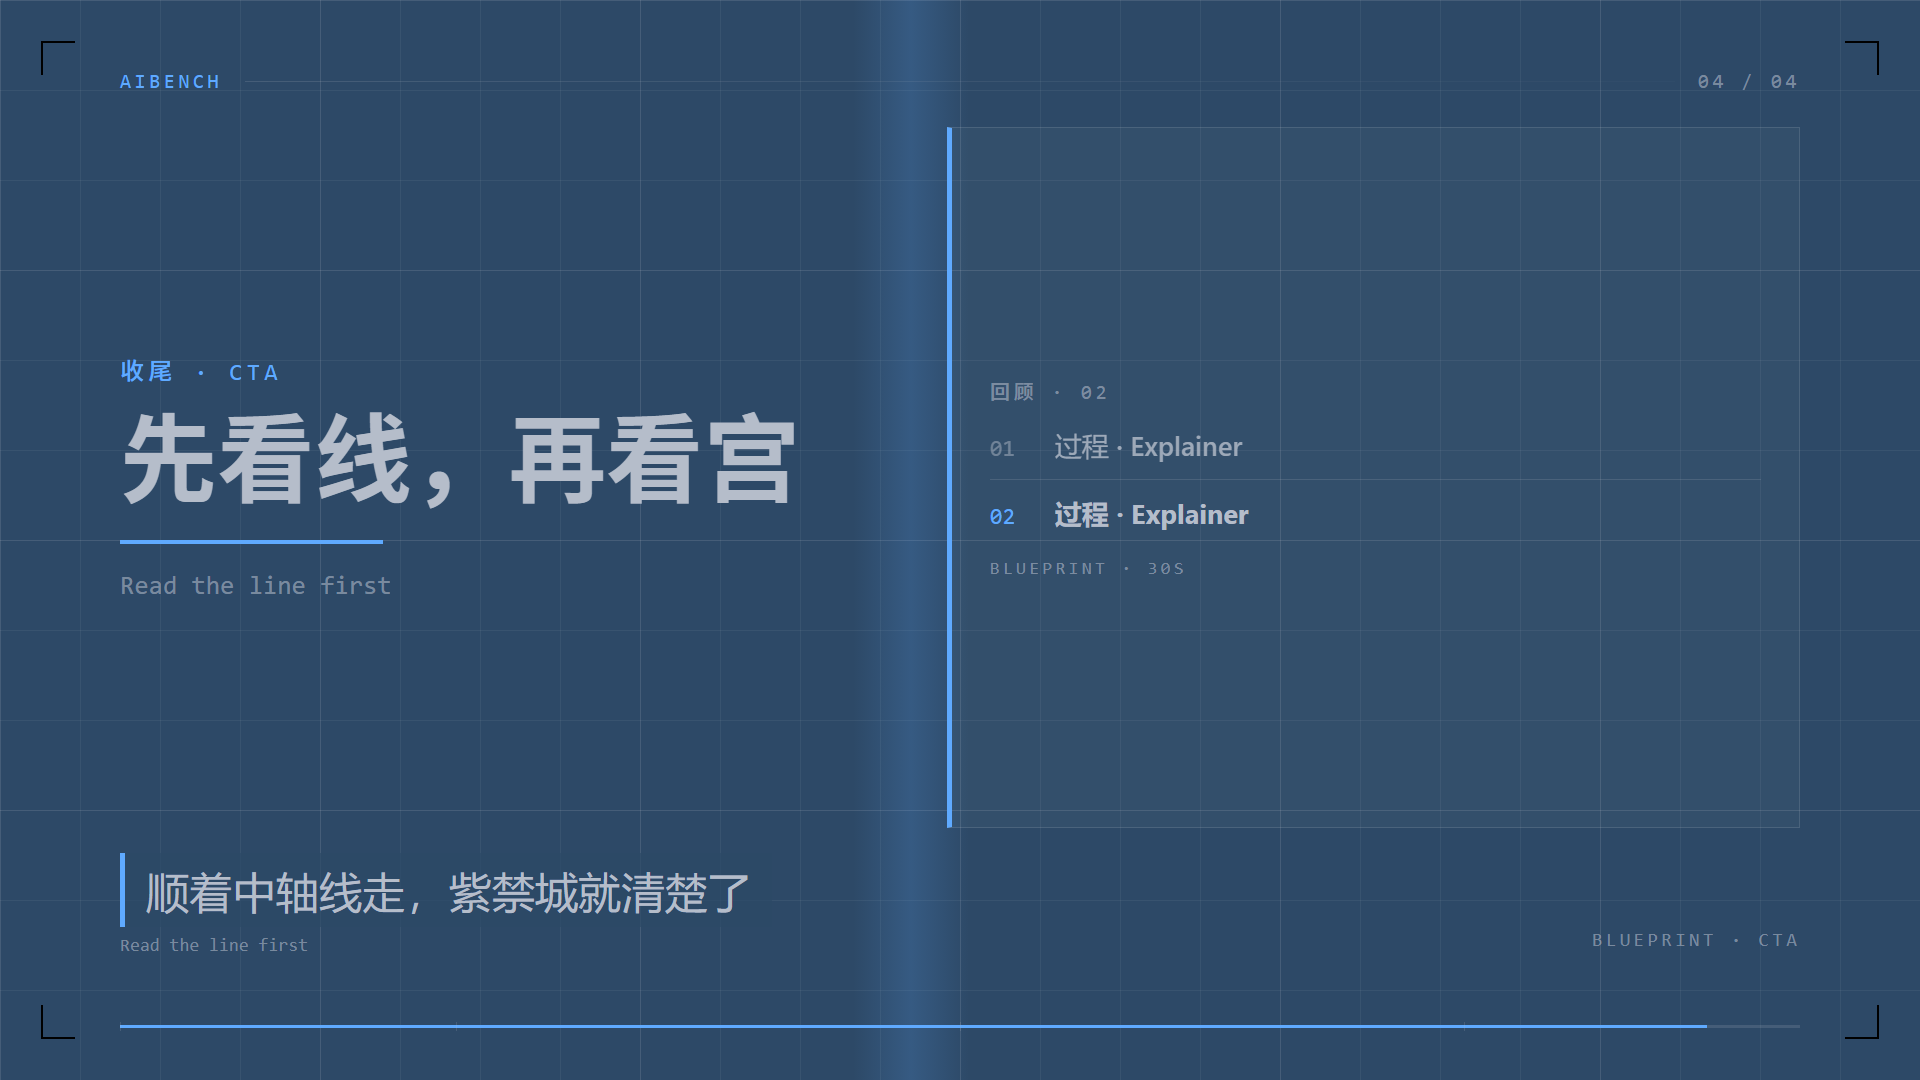 AIBENCH
04 / 04
收尾 · CTA
先看线，再看宫
Read the line first
回顾 · 02
01 过程 · Explainer
02 过程 · Explainer
BLUEPRINT · 30S
顺着中轴线走，紫禁城就清楚了
Read the line first
BLUEPRINT · CTA